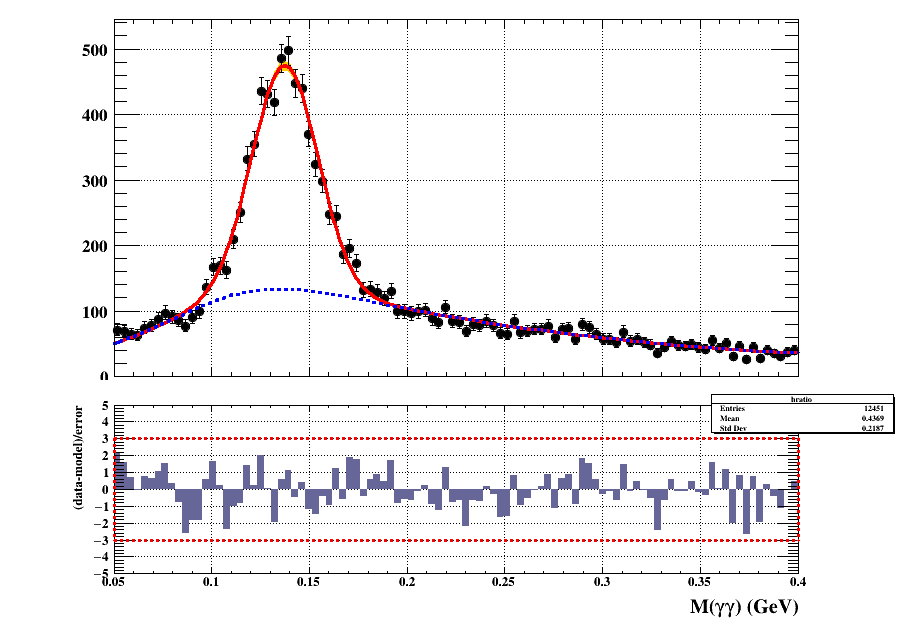 500
400
300
200
100
0
(data-model)/error
5
4
3
2
1
0
−1
−2
−3
−4
−5
hratio
Entries 12451
Mean 0.4369
Std Dev 0.2187
0.05 0.1 0.15 0.2 0.25 0.3 0.35 0.4
M(γγ) (GeV)